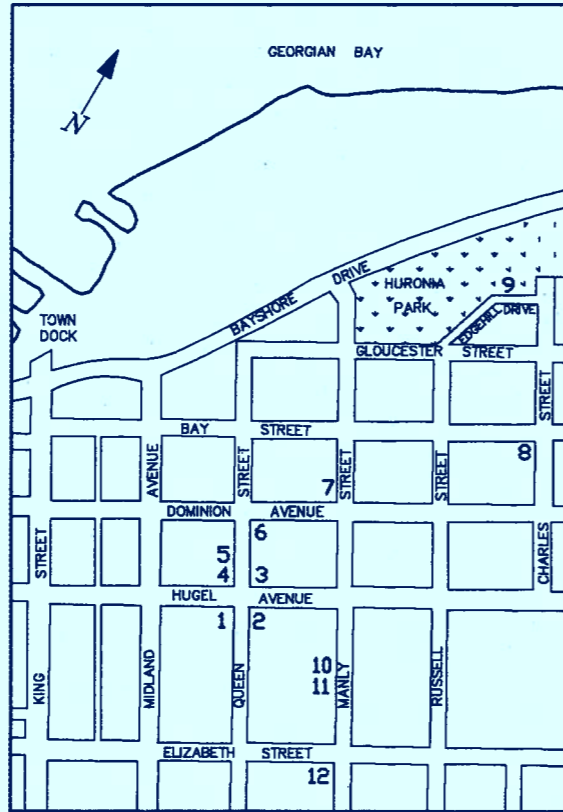 GEORGIAN BAY
N
HURONIA
PARK
9
BAYSHORE DRIVE
EDGEHILL DRIVE
TOWN
DOCK
GLOUCESTER STREET
BAY STREET
8
7
DOMINION AVENUE
6
5
4 3
HUGEL AVENUE
1 2
10
11
ELIZABETH STREET
12
KING STREET
MIDLAND AVENUE
QUEEN STREET
MANLY STREET
RUSSELL STREET
CHARLES STREET